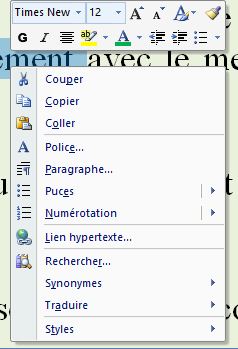 Times New 12 A A A
G I ab A
ement avec le me
Couper
Copier
Coller
Police...
Paragraphe...
Puces
Numérotation
Lien hypertexte...
Rechercher...
Synonymes
Traduire
Styles